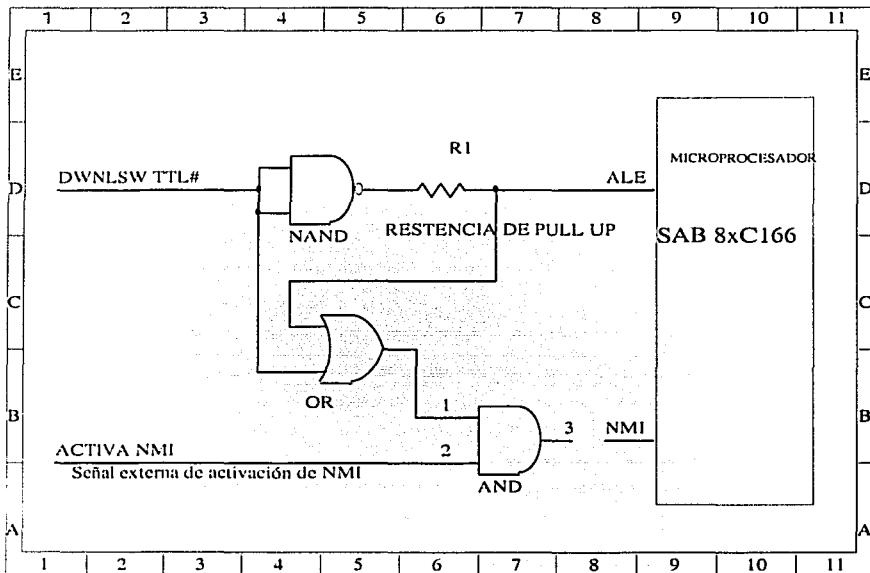 1 2 3 4 5 6 7 8 9 10 11
E E
R1
MICROPROCESADOR
D DWNLSW TTL# ALE D
NAND RESTENCIA DE PULL UP SAB 8xC166
C C
OR
1
B 3 NMI B
ACTIVA NMI 2
Señal externa de activación de NMI
AND
A A
1 2 3 4 5 6 7 8 9 10 11